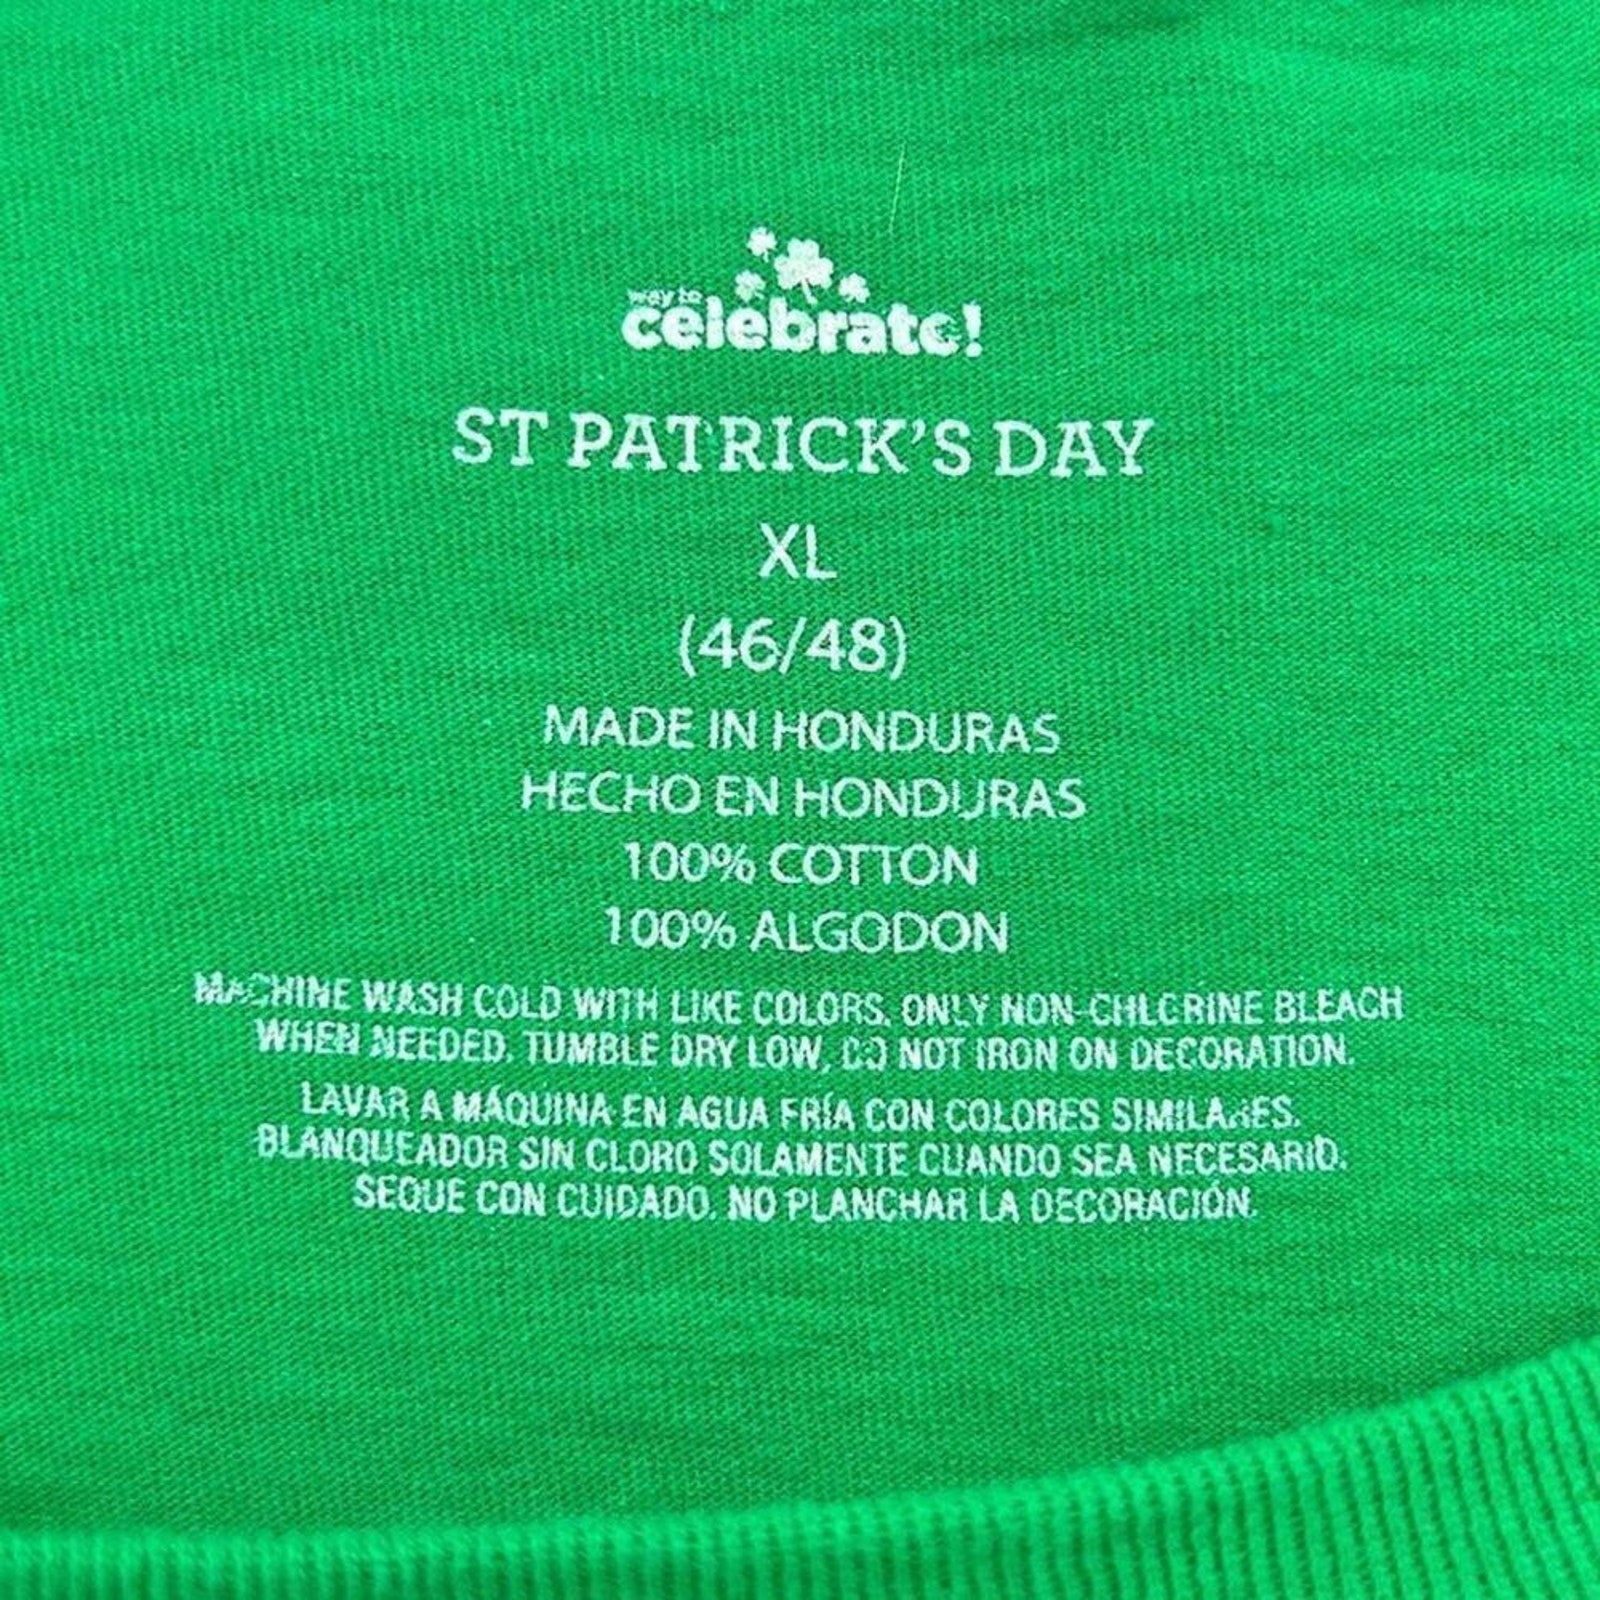 way to
celebrate!
ST PATRICK'S DAY
XL
(46/48)
MADE IN HONDURAS
HECHO EN HONDURAS
100% COTTON
100% ALGODON
MACHINE WASH COLD WITH LIKE COLORS. ONLY NON-CHLORINE BLEACH
WHEN NEEDED. TUMBLE DRY LOW, DO NOT IRON ON DECORATION.
LAVAR A MÁQUINA EN AGUA FRÍA CON COLORES SIMILARES.
BLANQUEADOR SIN CLORO SOLAMENTE CUANDO SEA NECESARIO.
SEQUE CON CUIDADO. NO PLANCHAR LA DECORACIÓN.